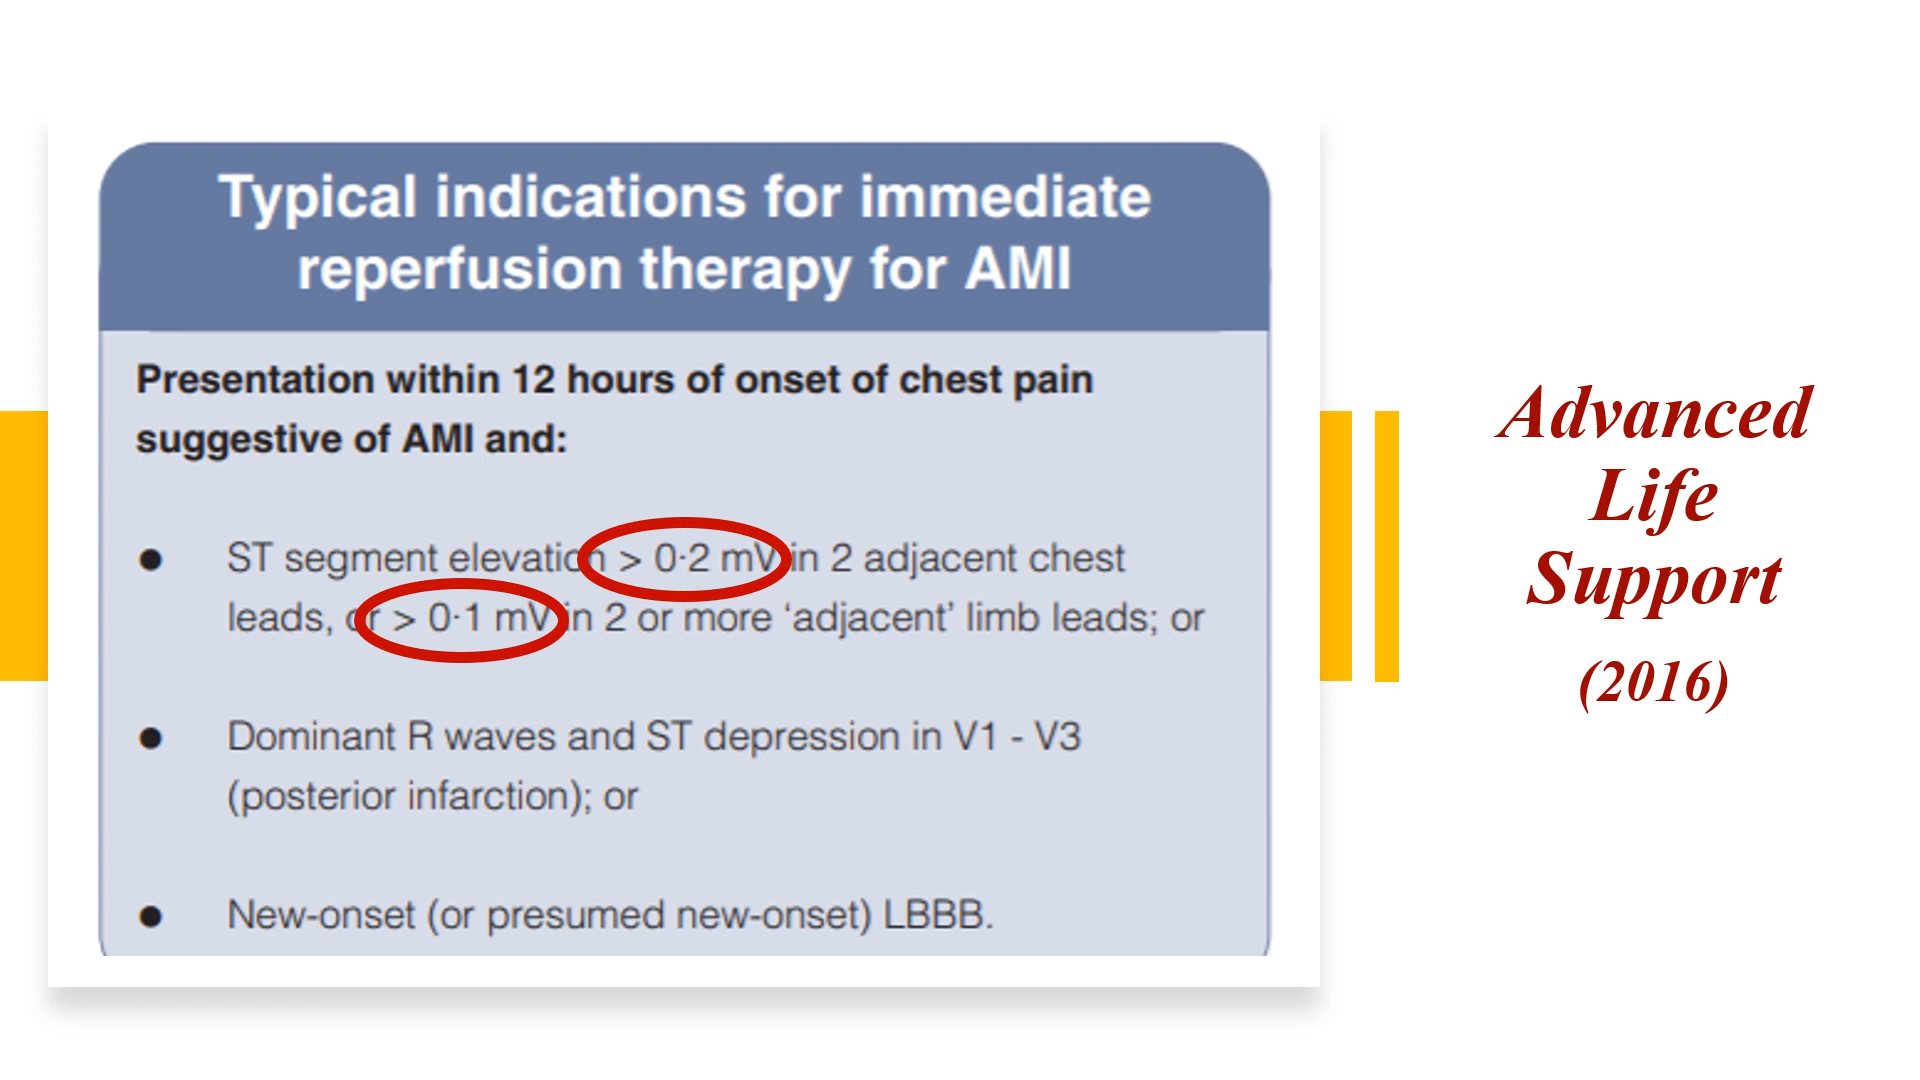 Typical indications for immediate
reperfusion therapy for AMI
Presentation within 12 hours of onset of chest pain
suggestive of AMI and:
● ST segment elevation > 0·2 mV in 2 adjacent chest
leads, or > 0·1 mV in 2 or more ‘adjacent’ limb leads; or
● Dominant R waves and ST depression in V1 - V3
(posterior infarction); or
● New-onset (or presumed new-onset) LBBB.
Advanced
Life
Support
(2016)